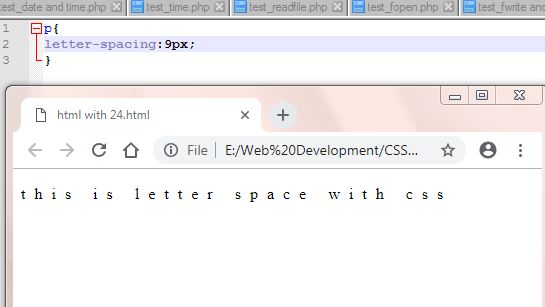 test_date and time.php test_time.php test_readfile.php test_fopen.php test_fwrite and
1 p{
2 letter-spacing:9px;
3 }
html with 24.html
File E:/Web%20Development/CSS...
this is letter space with css